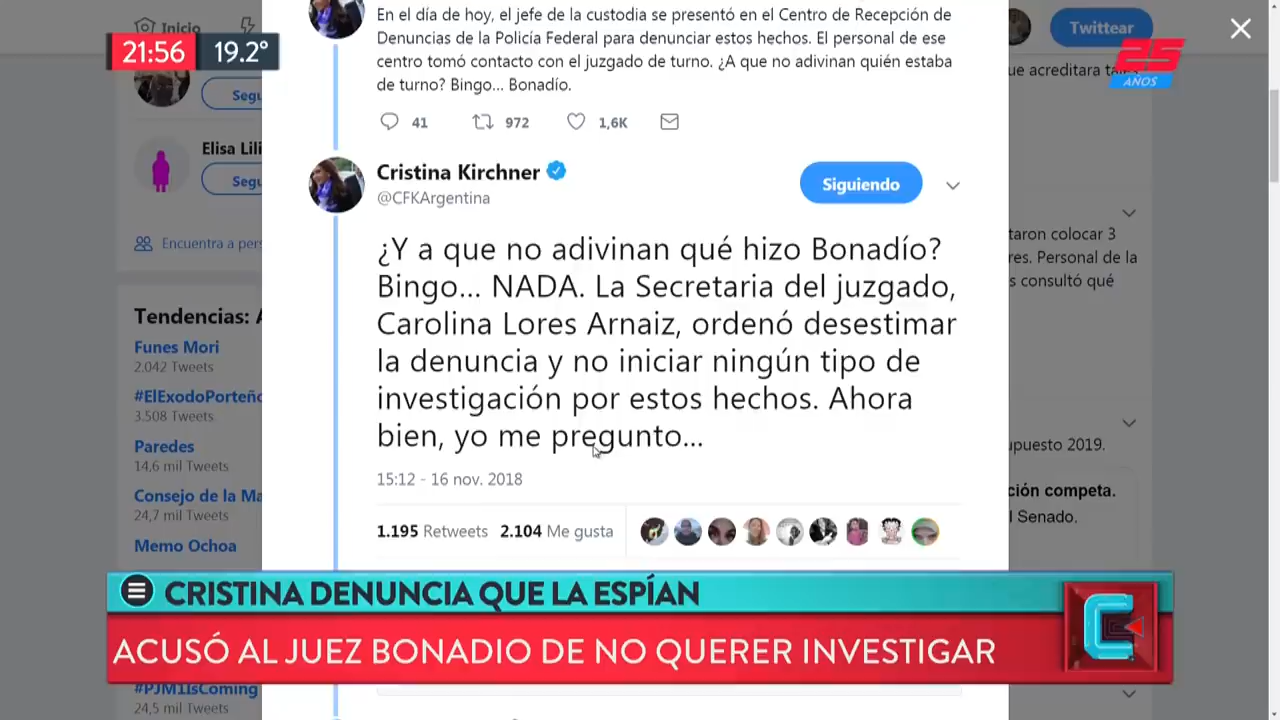 En el día de hoy, el jefe de la custodia se presentó en el Centro de Recepción de
Denuncias de la Policía Federal para denunciar estos hechos. El personal de ese
centro tomó contacto con el juzgado de turno. ¿A que no adivinan quién estaba
de turno? Bingo... Bonadío.
41 972 1,6K
Inicio
21:56 19.2°
Twittear
25
AÑOS
ue acreditara tales
Segu
Elisa Lili
Segu
Encuentra a pers
Cristina Kirchner
@CFKArgentina
Siguiendo
¿Y a que no adivinan qué hizo Bonadío?
Bingo... NADA. La Secretaria del juzgado,
Carolina Lores Arnaiz, ordenó desestimar
la denuncia y no iniciar ningún tipo de
investigación por estos hechos. Ahora
bien, yo me pregunto...
15:12 - 16 nov. 2018
1.195 Retweets 2.104 Me gusta
taron colocar 3
res. Personal de la
s consultó qué
upuesto 2019.
ción competa.
l Senado.
Tendencias: A
Funes Mori
2.042 Tweets
#ElExodoPorteño
3.508 Tweets
Paredes
14,6 mil Tweets
Consejo de la Ma
24,7 mil Tweets
Memo Ochoa
CRISTINA DENUNCIA QUE LA ESPÍAN
ACUSÓ AL JUEZ BONADIO DE NO QUERER INVESTIGAR
C
#PJM1IsComing
24,5 mil Tweets